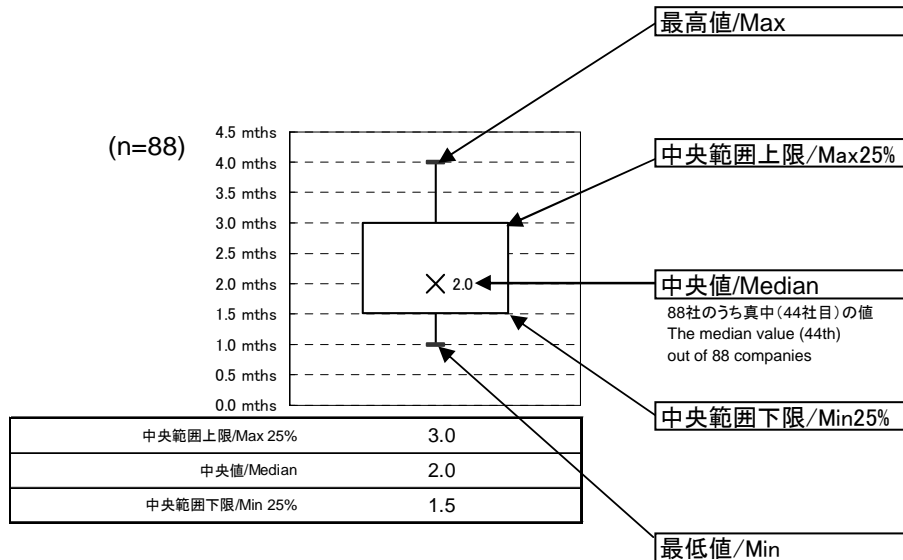 最高値/Max
(n=88)
4.5 mths
4.0 mths
3.5 mths
3.0 mths
2.5 mths
2.0 mths
1.5 mths
1.0 mths
0.5 mths
0.0 mths
2.0
中央範囲上限/Max25%
中央値/Median
88社のうち真中(44社目)の値
The median value (44th)
out of 88 companies
中央範囲下限/Min25%
中央範囲上限/Max 25% 3.0
中央値/Median 2.0
中央範囲下限/Min 25% 1.5
最低値/Min